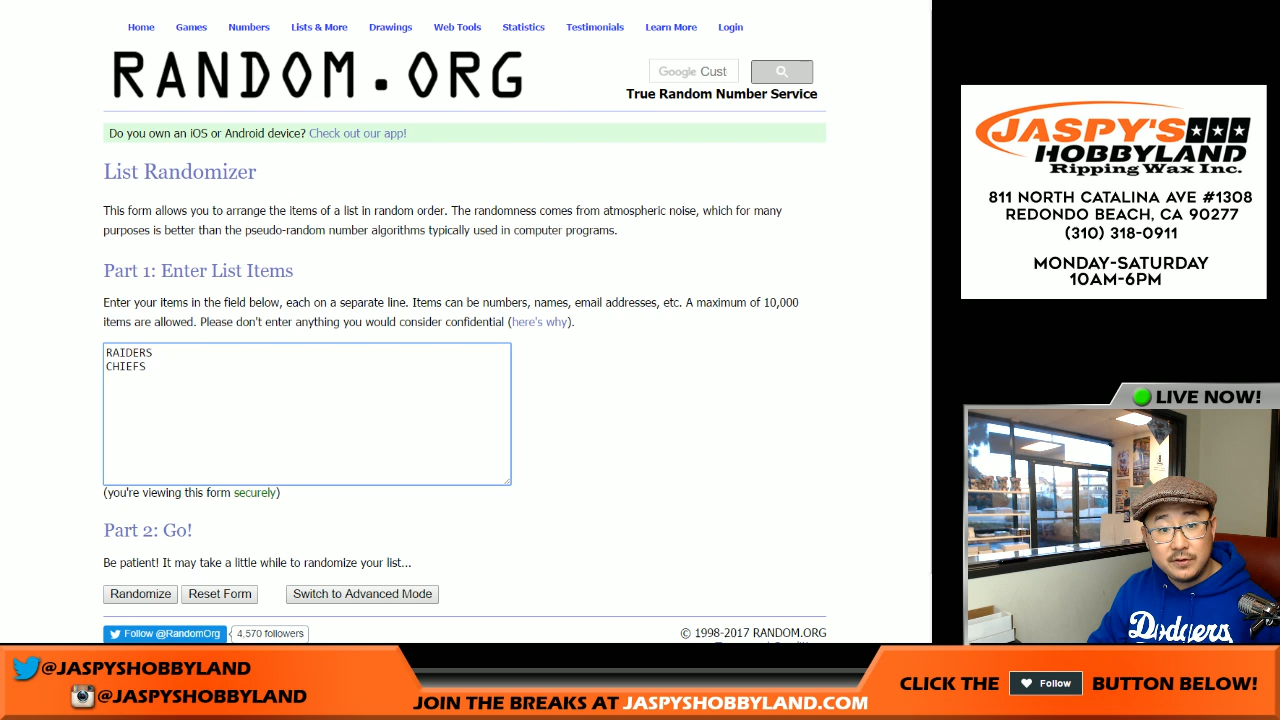 Home Games Numbers Lists & More Drawings Web Tools Statistics Testimonials Learn More Login
RANDOM.ORG
Google Cust
True Random Number Service
Do you own an iOS or Android device? Check out our app!
List Randomizer
This form allows you to arrange the items of a list in random order. The randomness comes from atmospheric noise, which for many
purposes is better than the pseudo-random number algorithms typically used in computer programs.
Part 1: Enter List Items
Enter your items in the field below, each on a separate line. Items can be numbers, names, email addresses, etc. A maximum of 10,000
items are allowed. Please don't enter anything you would consider confidential (here's why).
RAIDERS
CHIEFS
(you're viewing this form securely)
Part 2: Go!
Be patient! It may take a little while to randomize your list...
Randomize Reset Form Switch to Advanced Mode
Follow @RandomOrg 4,570 followers
© 1998-2017 RANDOM.ORG
JASPY'S
HOBBYLAND
Ripping Wax Inc.
811 NORTH CATALINA AVE #1308
REDONDO BEACH, CA 90277
(310) 318-0911
MONDAY-SATURDAY
10AM-6PM
LIVE NOW!
Dodgers
@JASPYSHOBBYLAND
@JASPYSHOBBYLAND
JOIN THE BREAKS AT JASPYSHOBBYLAND.COM
CLICK THE Follow BUTTON BELOW!